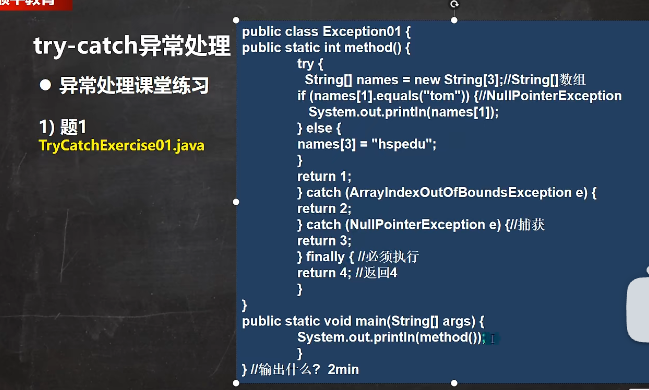 try-catch异常处理
● 异常处理课堂练习
1) 题1
TryCatchExercise01.java
public class Exception01 {
public static int method() {
try {
String[] names = new String[3];//String[]数组
if (names[1].equals("tom")) {//NullPointerException
System.out.println(names[1]);
} else {
names[3] = "hspedu";
}
return 1;
} catch (ArrayIndexOutOfBoundsException e) {
return 2;
} catch (NullPointerException e) {//捕获
return 3;
} finally { //必须执行
return 4; //返回4
}
}
public static void main(String[] args) {
System.out.println(method());
}
} //输出什么? 2min